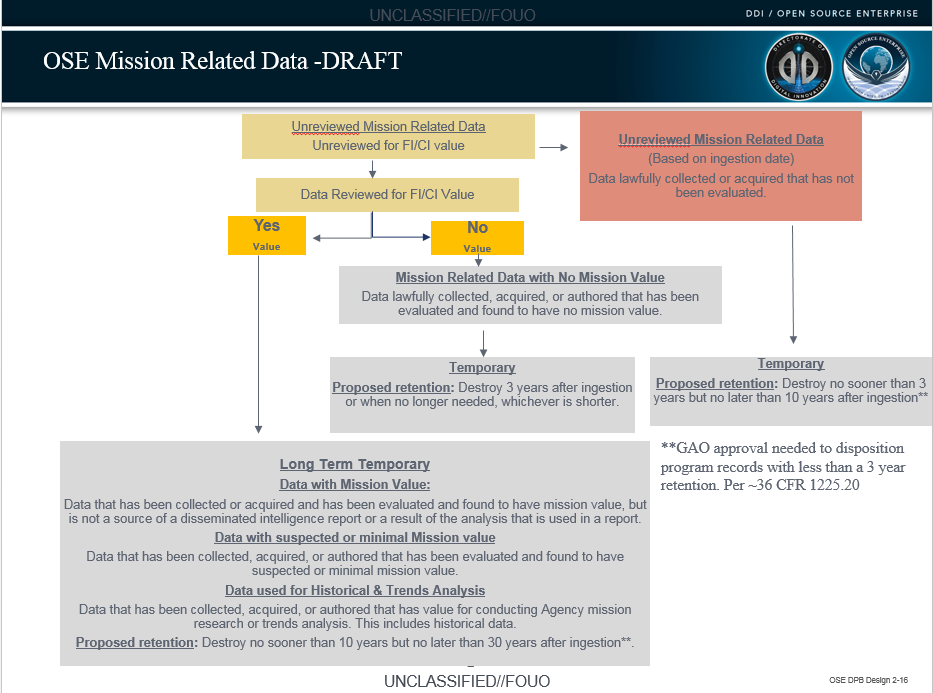 UNCLASSIFIED//FOUO
DDI / OPEN SOURCE ENTERPRISE
OSE Mission Related Data -DRAFT
DIRECTORATE OF
DIGITAL INNOVATION
OPEN SOURCE ENTERPRISE
Unreviewed Mission Related Data
Unreviewed for FI/CI value
Unreviewed Mission Related Data
(Based on ingestion date)
Data lawfully collected or acquired that has not
been evaluated.
Data Reviewed for FI/CI Value
Yes
Value
No
Value
Mission Related Data with No Mission Value
Data lawfully collected, acquired, or authored that has been
evaluated and found to have no mission value.
Temporary
Proposed retention: Destroy 3 years after ingestion
or when no longer needed, whichever is shorter.
Temporary
Proposed retention: Destroy no sooner than 3
years but no later than 10 years after ingestion**
**GAO approval needed to disposition
program records with less than a 3 year
retention. Per ~36 CFR 1225.20
Long Term Temporary
Data with Mission Value:
Data that has been collected or acquired and has been evaluated and found to have mission value, but
is not a source of a disseminated intelligence report or a result of the analysis that is used in a report.
Data with suspected or minimal Mission value
Data that has been collected, acquired, or authored that has been evaluated and found to have
suspected or minimal mission value.
Data used for Historical & Trends Analysis
Data that has been collected, acquired, or authored that has value for conducting Agency mission
research or trends analysis. This includes historical data.
Proposed retention: Destroy no sooner than 10 years but no later than 30 years after ingestion**.
UNCLASSIFIED//FOUO
OSE DPB Design 2-16